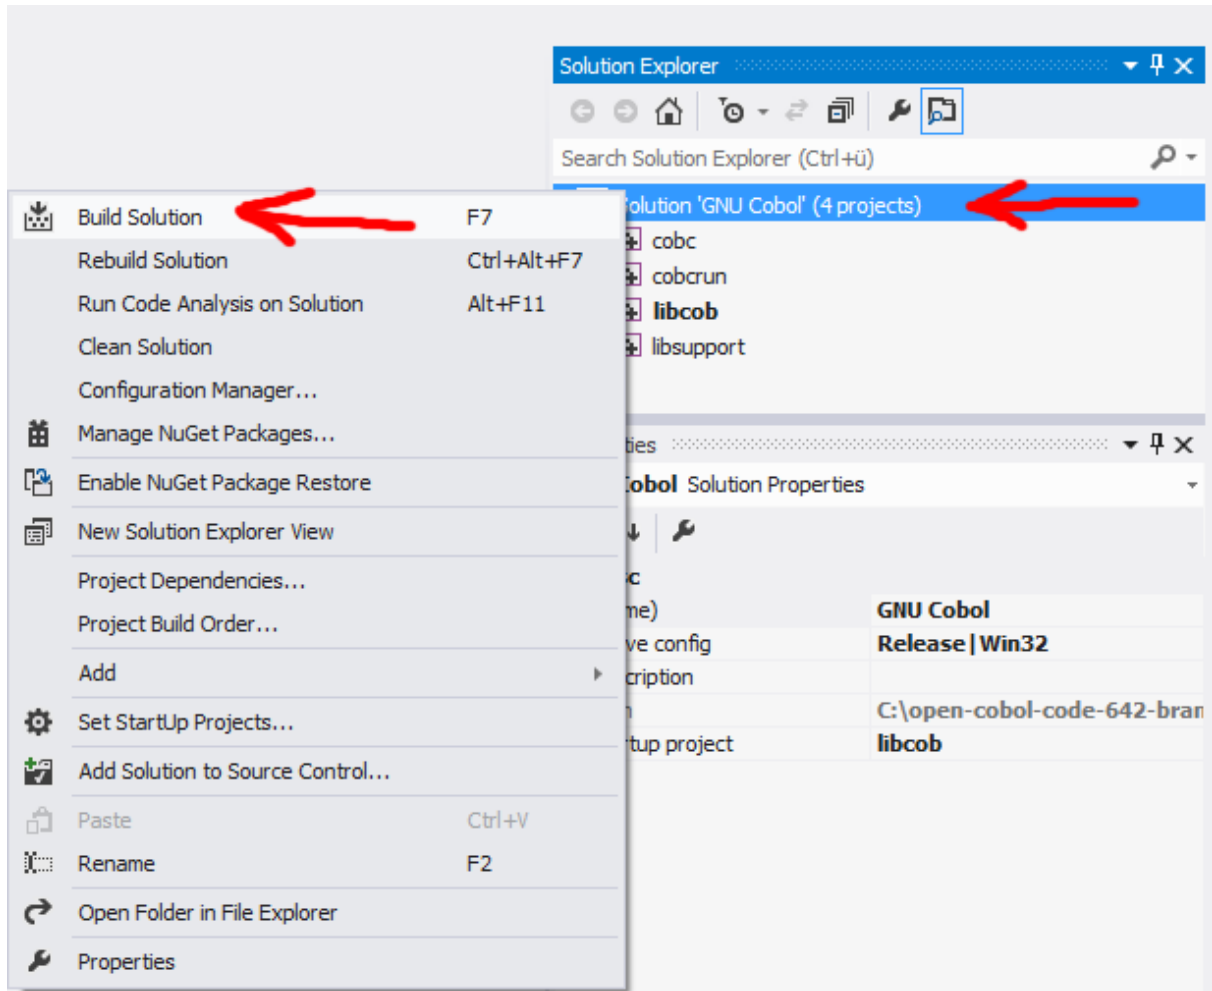 Solution Explorer
Search Solution Explorer (Ctrl+ü)
olution 'GNU Cobol' (4 projects)
cobc
cobcrun
libcob
libsupport
Build Solution F7
Rebuild Solution Ctrl+Alt+F7
Run Code Analysis on Solution Alt+F11
Clean Solution
Configuration Manager...
Manage NuGet Packages...
Enable NuGet Package Restore
New Solution Explorer View
Project Dependencies...
Project Build Order...
Add
Set StartUp Projects...
Add Solution to Source Control...
Paste Ctrl+V
Rename F2
Open Folder in File Explorer
Properties
ties
Cobol Solution Properties
sc
me) GNU Cobol
ve config Release|Win32
cription
C:\open-cobol-code-642-bran
tup project libcob